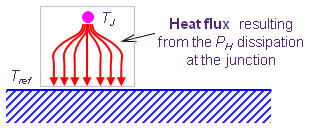 T_J
Heat flux resulting
from the P_H dissipation
at the junction
T_ref